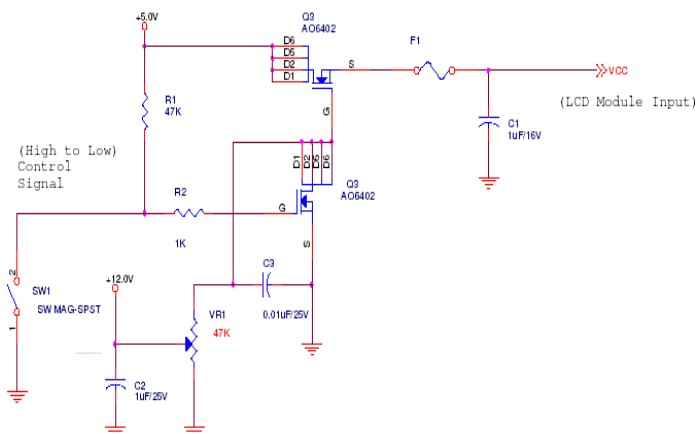 +5.0V
Q3
AO6402
D6
D5
D2
D1
S
G
F1
VCC
(LCD Module Input)
R1
47K
C1
1uF/16V
(High to Low)
Control
Signal
D1
D2
D5
D6
R2
1K
G
Q3
AO6402
S
2
SW1
SW MAG-SPST
1
+12.0V
C3
0.01uF/25V
VR1
47K
C2
1uF/25V